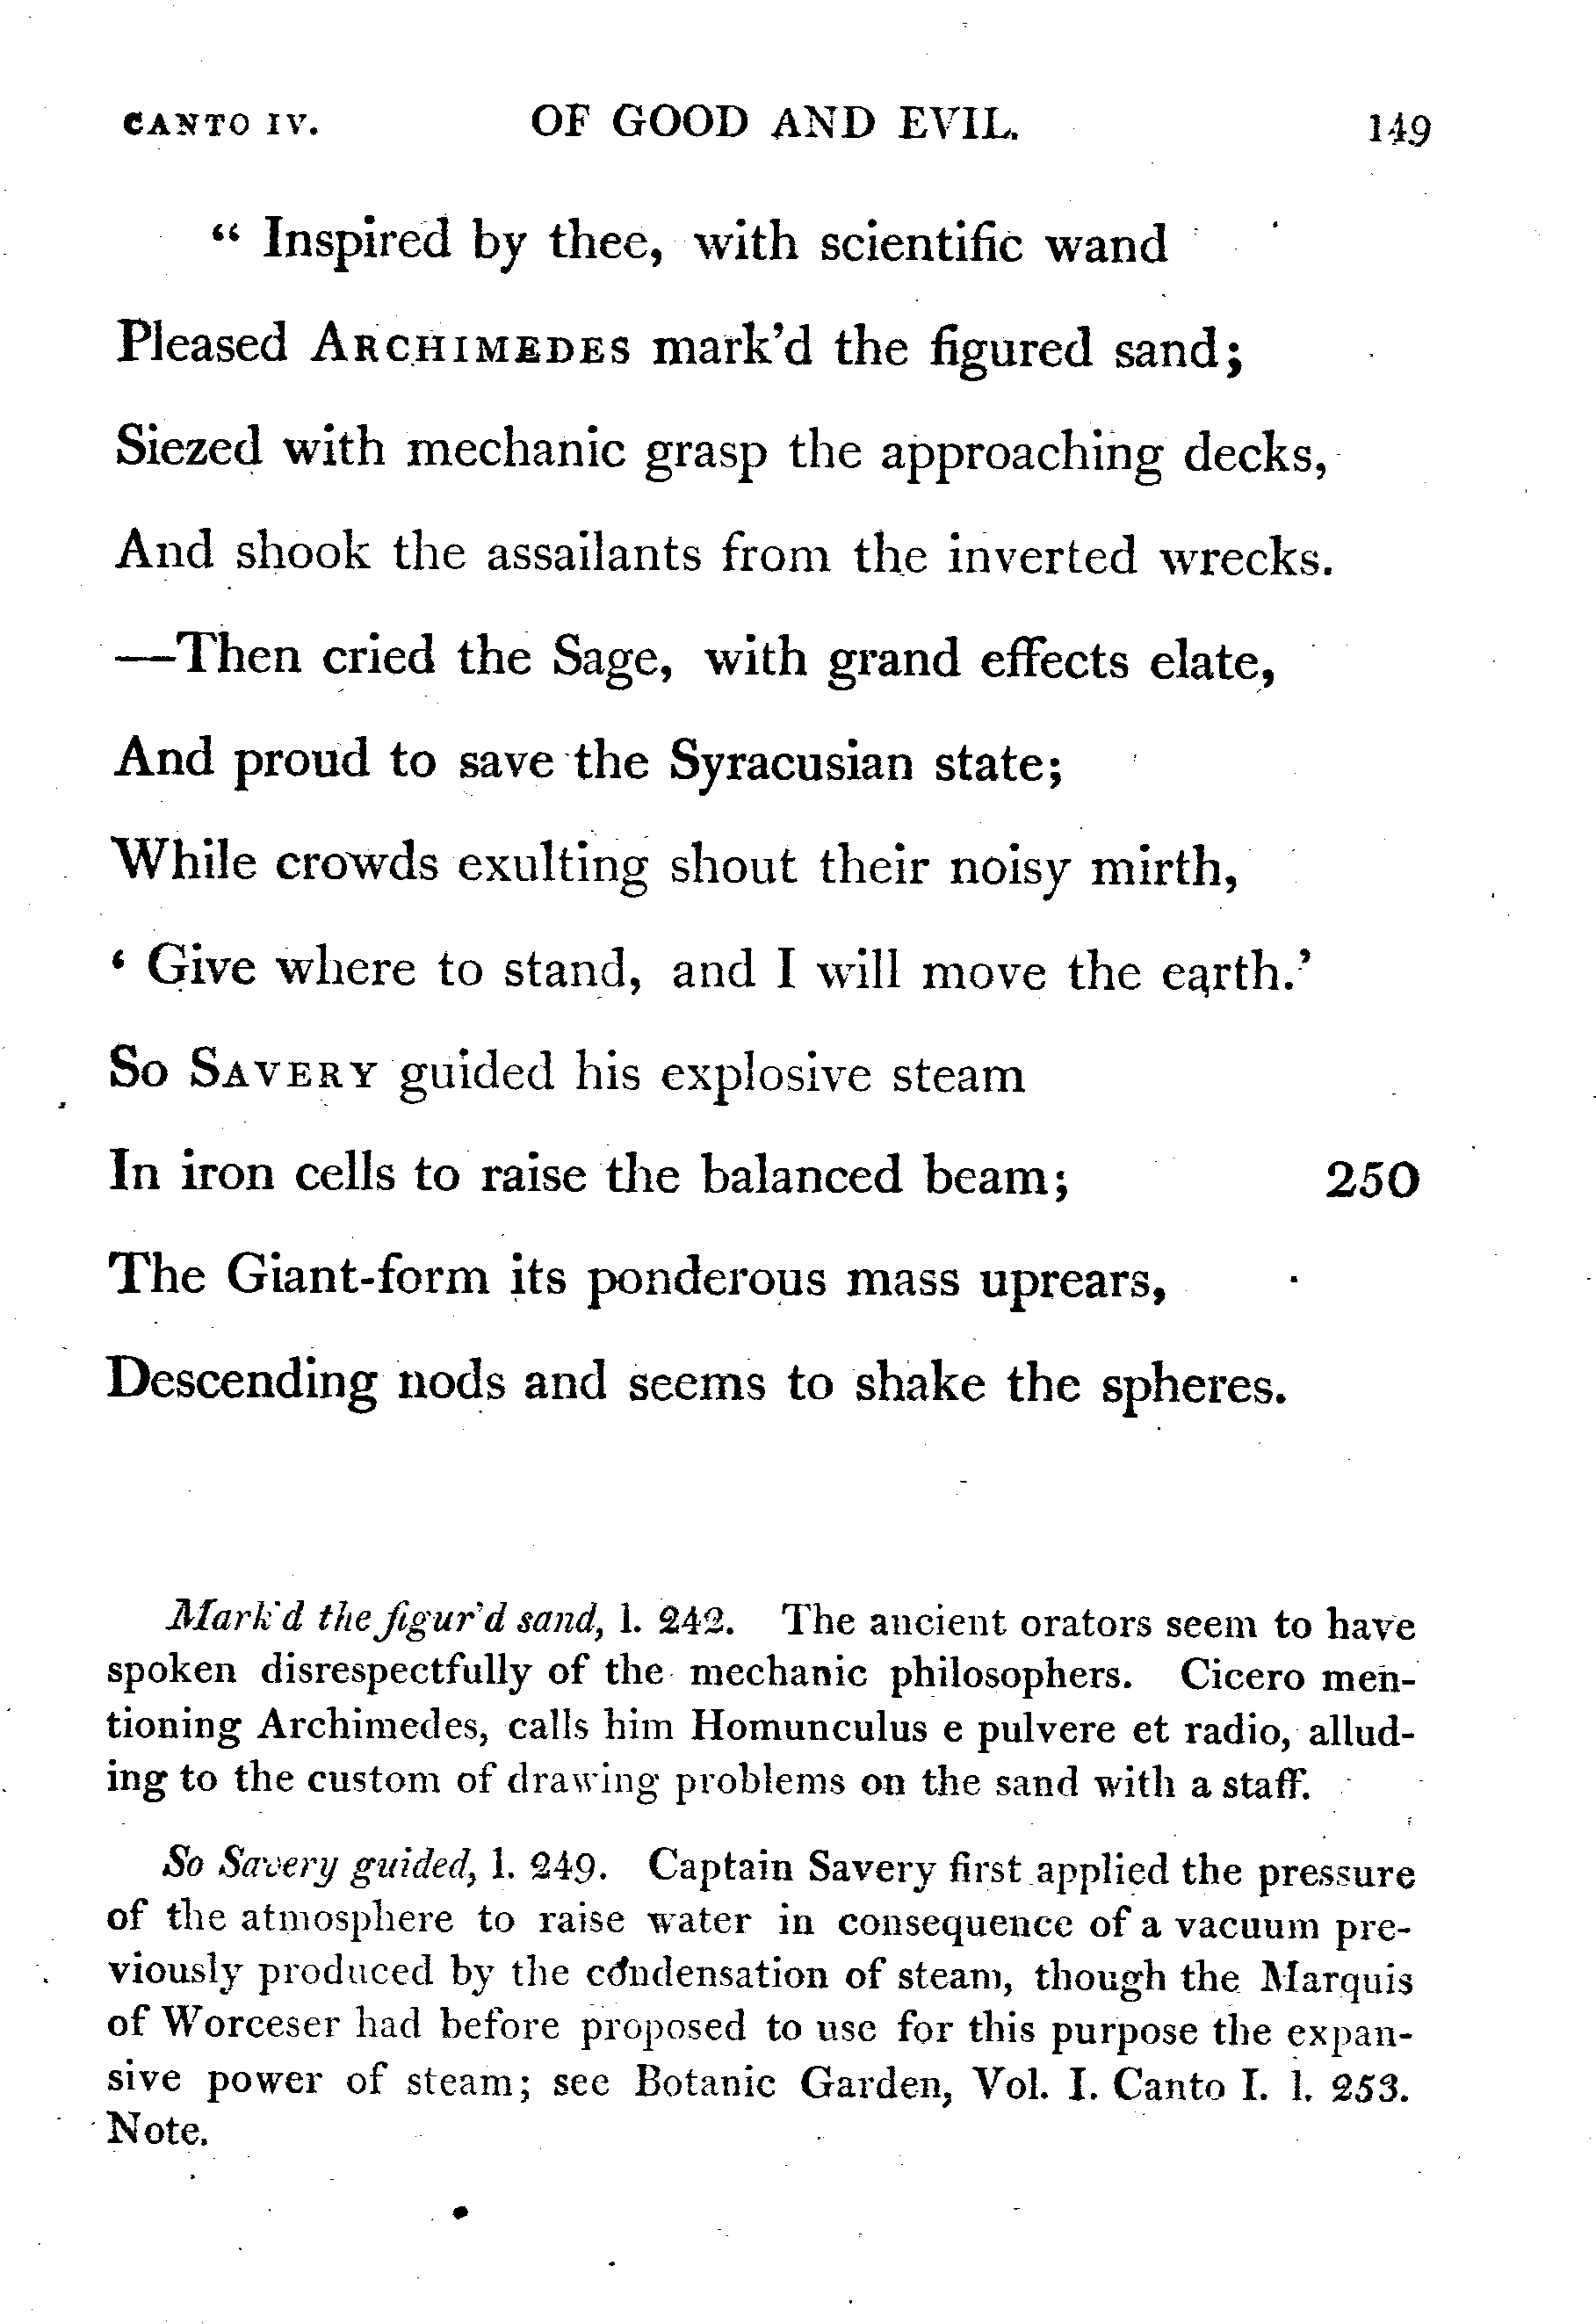 CANTO IV. OF GOOD AND EVIL. 149
“ Inspired by thee, with scientific wand
Pleased ARCHIMEDES mark’d the figured sand;
Siezed with mechanic grasp the approaching decks,
And shook the assailants from the inverted wrecks.
—Then cried the Sage, with grand effects elate,
And proud to save the Syracusian state;
While crowds exulting shout their noisy mirth,
‘ Give where to stand, and I will move the earth.’
So SAVERY guided his explosive steam
In iron cells to raise the balanced beam; 250
The Giant-form its ponderous mass uprears,
Descending nods and seems to shake the spheres.
Mark’d the figur’d sand, l. 242. The ancient orators seem to have
spoken disrespectfully of the mechanic philosophers. Cicero men-
tioning Archimedes, calls him Homunculus e pulvere et radio, allud-
ing to the custom of drawing problems on the sand with a staff.
So Savery guided, l. 249. Captain Savery first applied the pressure
of the atmosphere to raise water in consequence of a vacuum pre-
viously produced by the condensation of steam, though the Marquis
of Worceser had before proposed to use for this purpose the expan-
sive power of steam; see Botanic Garden, Vol. I. Canto I. l. 253.
Note.